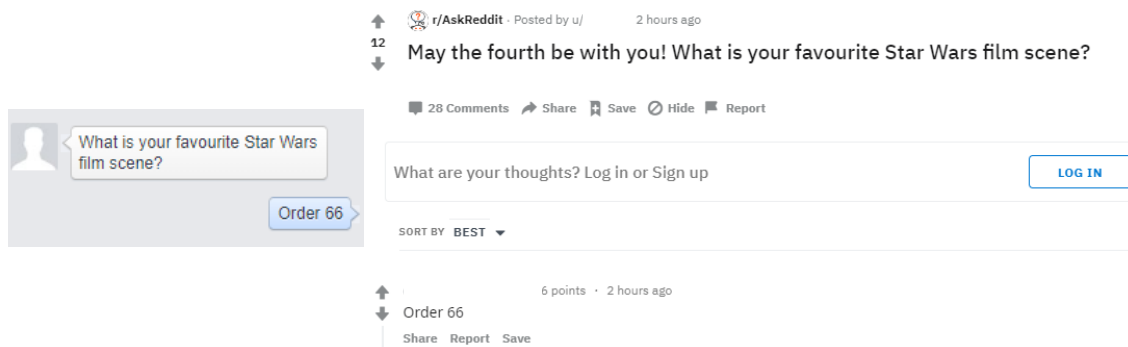 What is your favourite Star Wars
film scene?
Order 66
r/AskReddit · Posted by u/ 2 hours ago
12
May the fourth be with you! What is your favourite Star Wars film scene?
28 Comments Share Save Hide Report
What are your thoughts? Log in or Sign up
LOG IN
SORT BY BEST
6 points · 2 hours ago
Order 66
Share Report Save